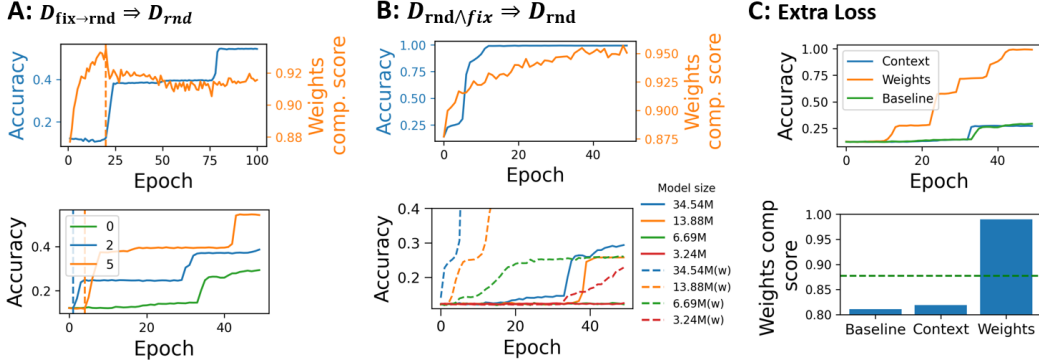 A: D_fix→rnd ⇒ D_rnd
Accuracy
0.4
0.2
0.92
0.90
0.88
Weights
comp. score
0 25 50 75 100
Epoch
Accuracy
0.4
0.2
0
2
5
0 20 40
Epoch
B: D_rnd∧fix ⇒ D_rnd
Accuracy
1.00
0.75
0.50
0.25
0.950
0.925
0.900
0.875
Weights
comp. score
0 20 40
Epoch
Accuracy
0.4
0.3
0.2
0 20 40
Epoch
Model size
34.54M
13.88M
6.69M
3.24M
34.54M(w)
13.88M(w)
6.69M(w)
3.24M(w)
C: Extra Loss
Accuracy
1.00
0.75
0.50
0.25
Context
Weights
Baseline
0 20 40
Epoch
Weights comp
score
1.00
0.95
0.90
0.85
0.80
Baseline Context Weights